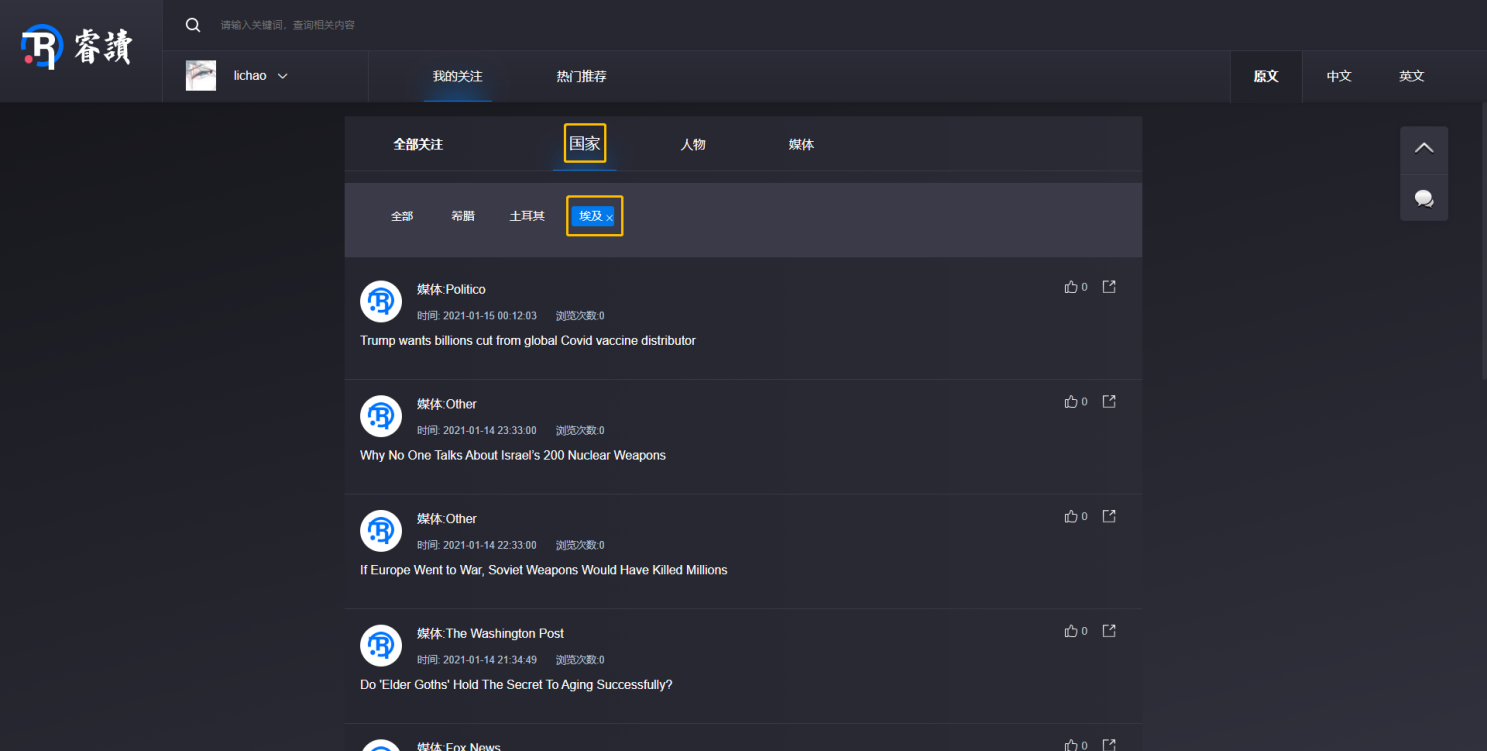 睿讀
请输入关键词，查询相关内容
lichao
我的关注 热门推荐
原文 中文 英文
全部关注 国家 人物 媒体
全部 希腊 土耳其 埃及 ×
媒体:Politico
0
时间: 2021-01-15 00:12:03 浏览次数:0
Trump wants billions cut from global Covid vaccine distributor
媒体:Other
0
时间: 2021-01-14 23:33:00 浏览次数:0
Why No One Talks About Israel's 200 Nuclear Weapons
媒体:Other
0
时间: 2021-01-14 22:33:00 浏览次数:0
If Europe Went to War, Soviet Weapons Would Have Killed Millions
媒体:The Washington Post
0
时间: 2021-01-14 21:34:49 浏览次数:0
Do 'Elder Goths' Hold The Secret To Aging Successfully?
媒体:Fox News
0